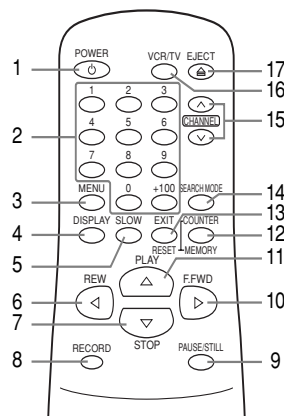 POWER VCR/TV EJECT
1 17
16
1 2 3
15
2 4 5 6 CHANNEL
7 8 9
MENU 0 +100 SEARCH MODE 14
3 13
DISPLAY SLOW EXIT COUNTER
4 12
RESET MEMORY
5 PLAY 11
REW F.FWD
6 10
7
STOP
RECORD PAUSE/STILL
8 9